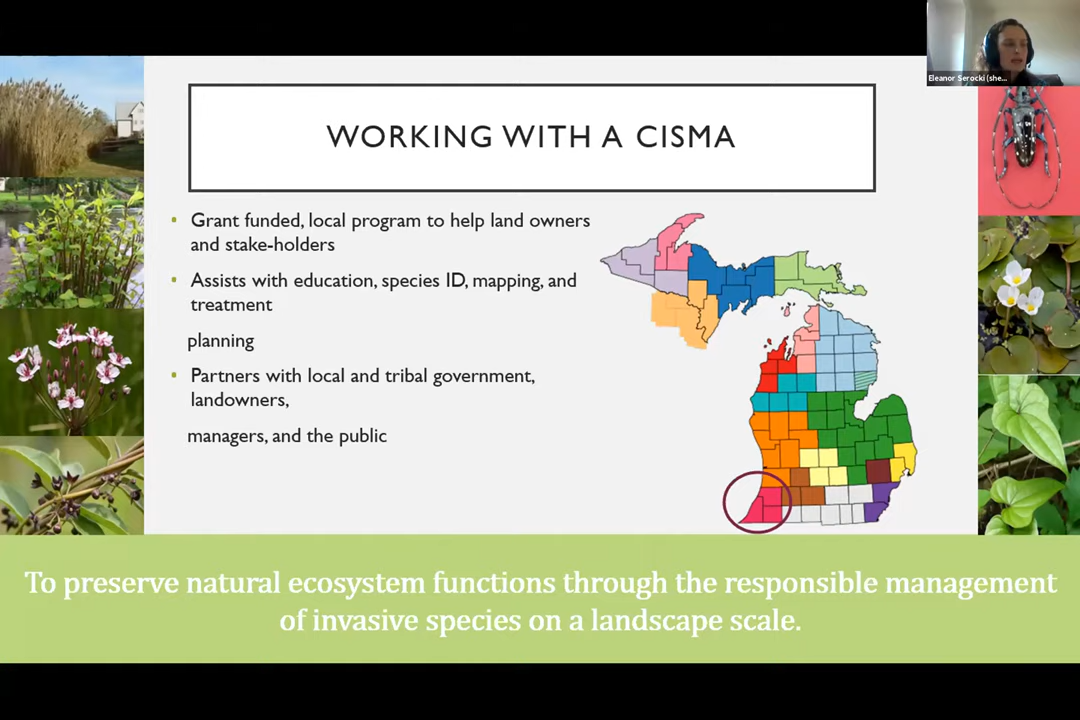 Eleanor Serocki (she...
WORKING WITH A CISMA
Grant funded, local program to help land owners
and stake-holders
Assists with education, species ID, mapping, and
treatment
planning
Partners with local and tribal government,
landowners,
managers, and the public
To preserve natural ecosystem functions through the responsible management
of invasive species on a landscape scale.